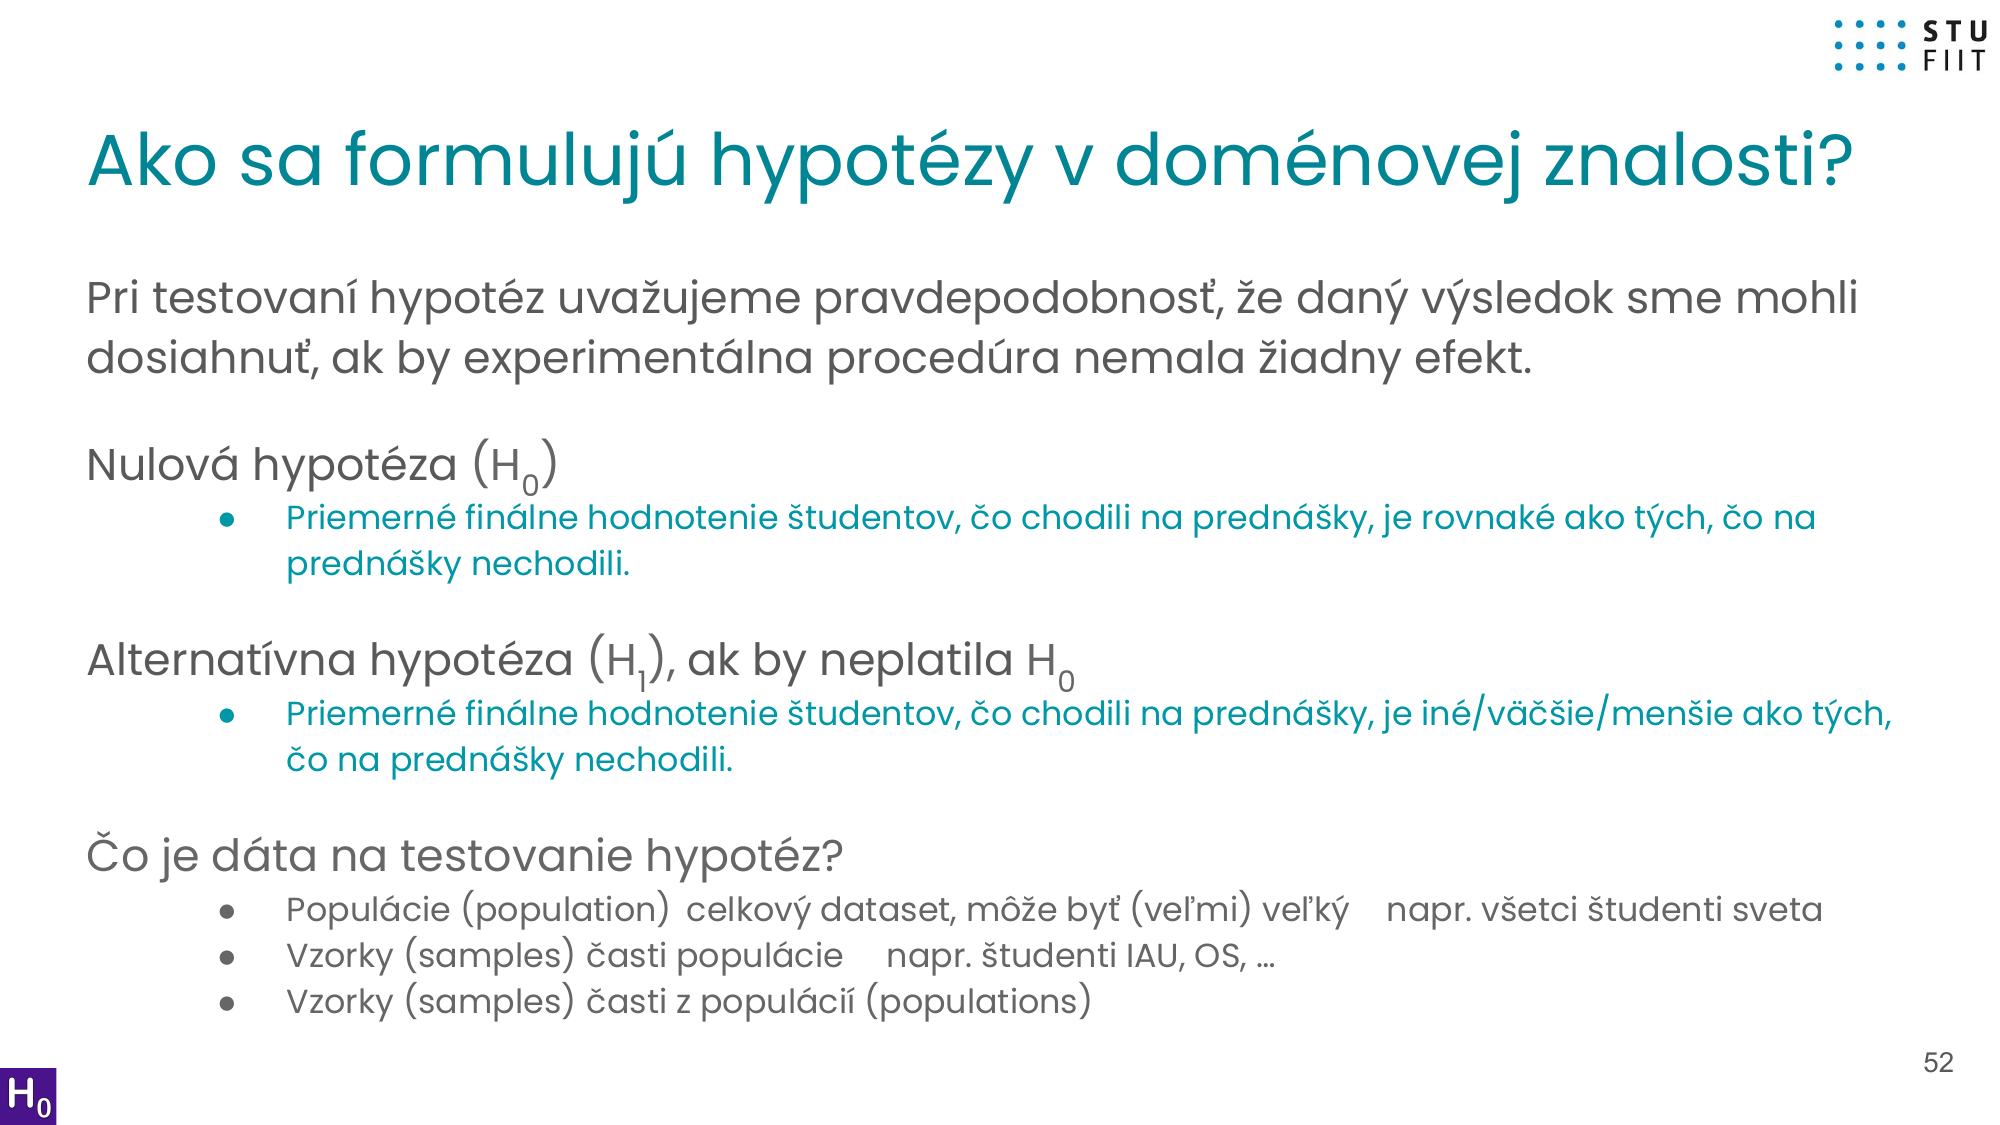 STU
FIIT
Ako sa formulujú hypotézy v doménovej znalosti?
Pri testovaní hypotéz uvažujeme pravdepodobnosť, že daný výsledok sme mohli
dosiahnuť, ak by experimentálna procedúra nemala žiadny efekt.
Nulová hypotéza (H0)
● Priemerné finálne hodnotenie študentov, čo chodili na prednášky, je rovnaké ako tých, čo na
prednášky nechodili.
Alternatívna hypotéza (H1), ak by neplatila H0
● Priemerné finálne hodnotenie študentov, čo chodili na prednášky, je iné/väčšie/menšie ako tých,
čo na prednášky nechodili.
Čo je dáta na testovanie hypotéz?
● Populácie (population) celkový dataset, môže byť (veľmi) veľký napr. všetci študenti sveta
● Vzorky (samples) časti populácie napr. študenti IAU, OS, …
● Vzorky (samples) časti z populácií (populations)
52
H0